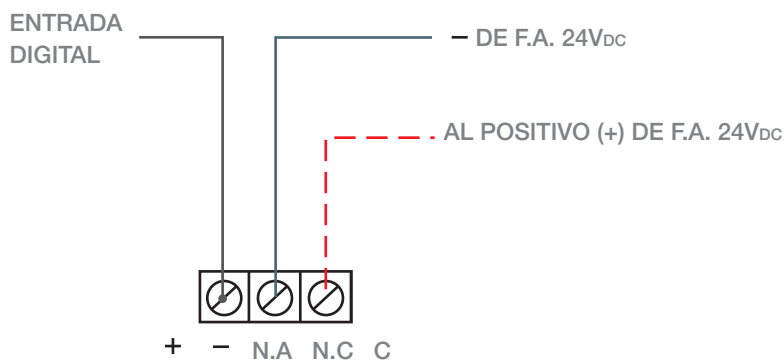 ENTRADA
DIGITAL
– DE F.A. 24VDC
AL POSITIVO (+) DE F.A. 24VDC
+ – N.A N.C C